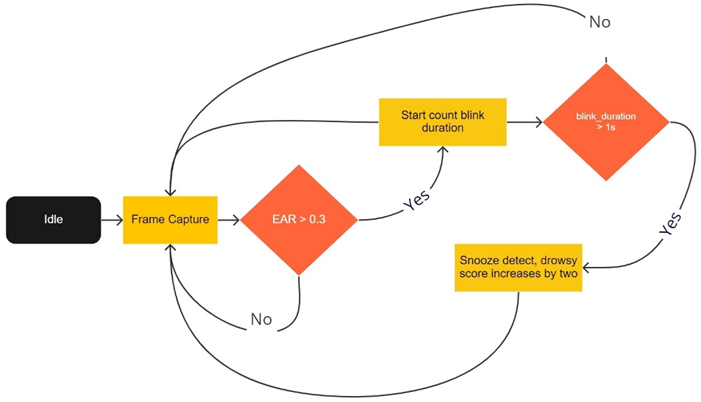 No
Start count blink
duration
blink_duration
> 1s
Idle
Frame Capture
EAR > 0.3
Yes
Yes
Snooze detect, drowsy
score increases by two
No